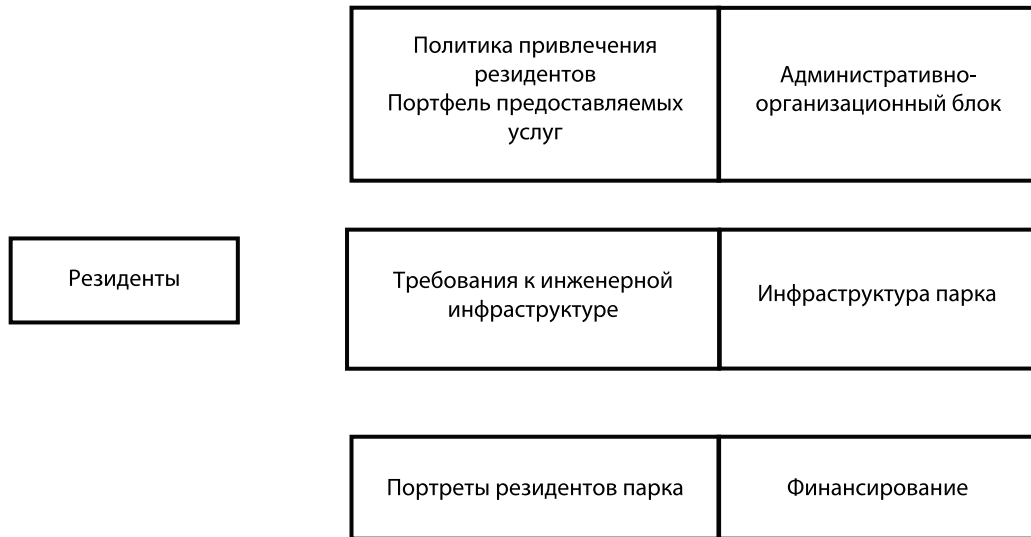 Политика привлечения
резидентов
Портфель предоставляемых
услуг
Административно-
организационный блок
Резиденты
Требования к инженерной
инфраструктуре
Инфраструктура парка
Портреты резидентов парка
Финансирование